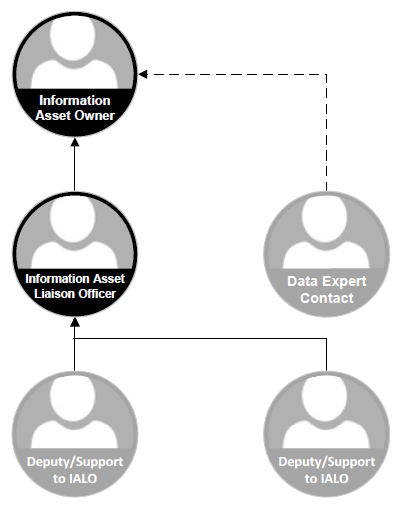 Information
Asset Owner
Information Asset
Liaison Officer
Data Expert
Contact
Deputy/Support
to IALO
Deputy/Support
to IALO